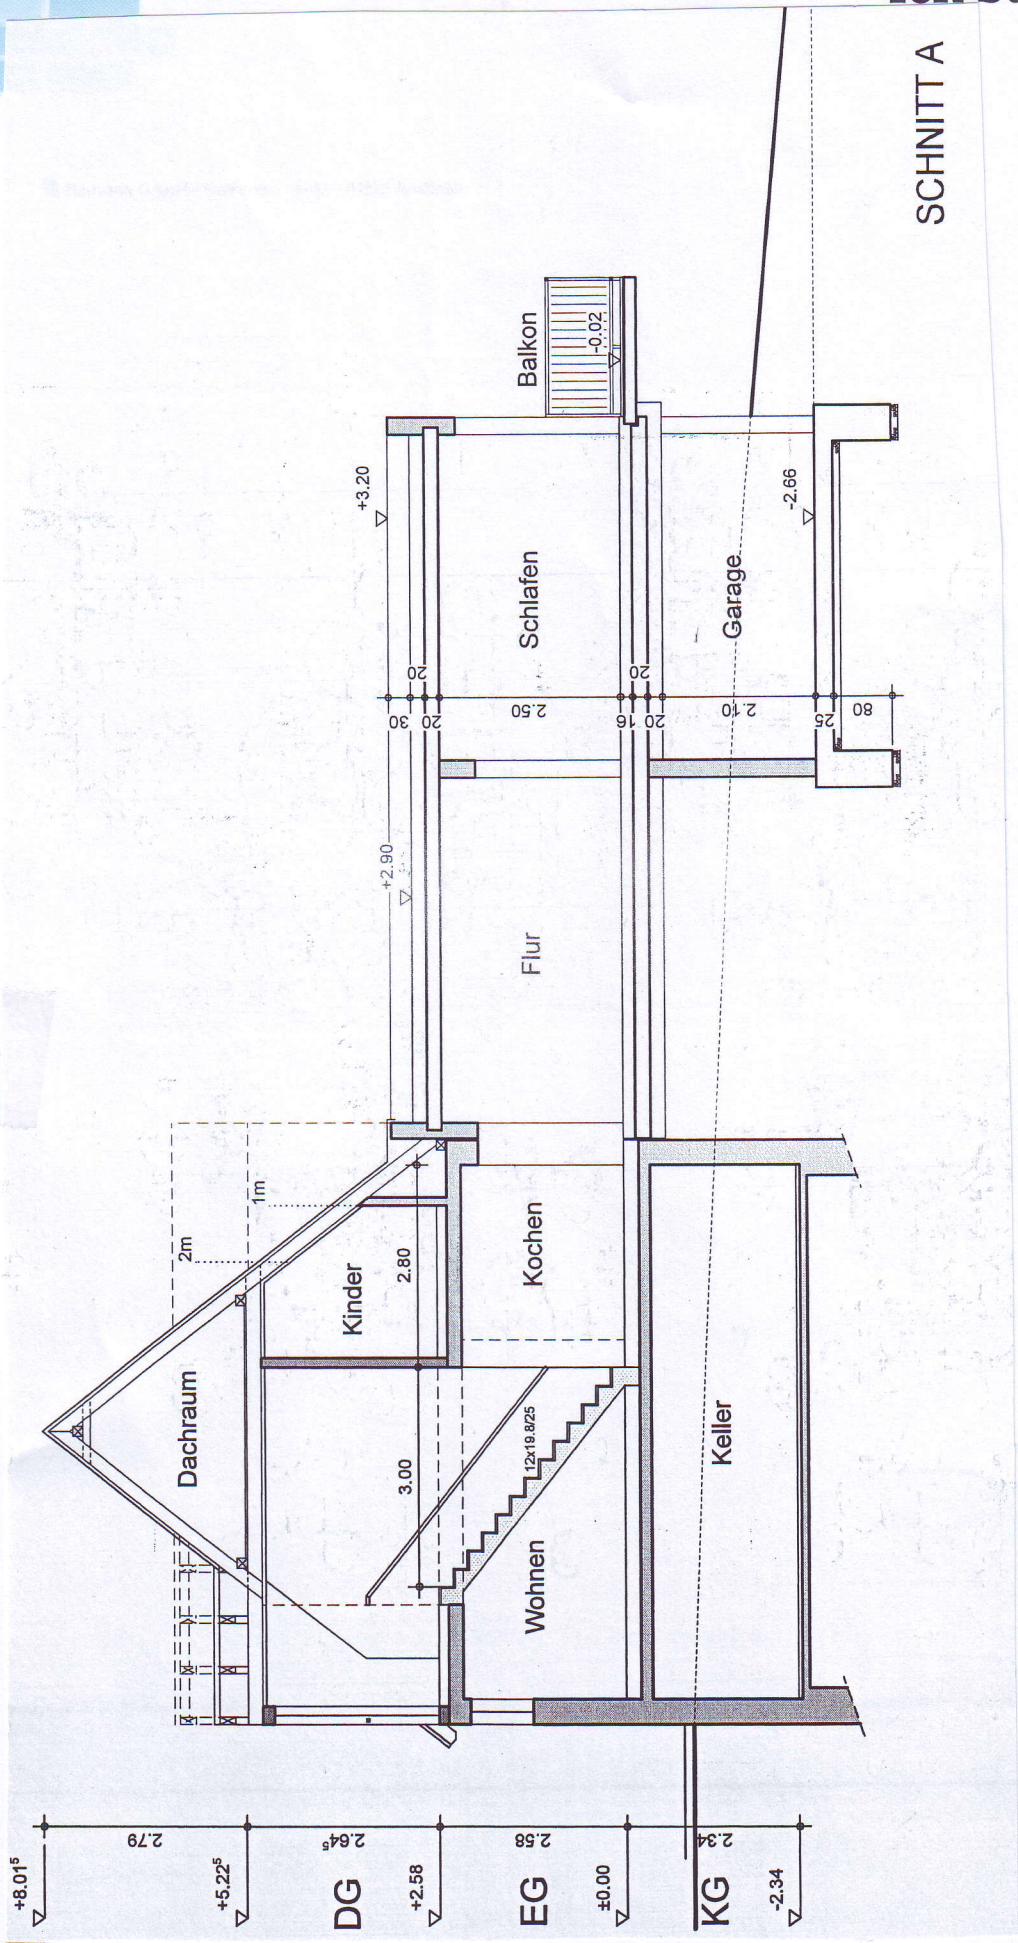 SCHNITT A
Balkon
-0.02
+3.20
-2.66
Schlafen
Garage
30
20
20
2.50
16
20
20
2.10
25
80
+2.90
Flur
1m
2m
Kinder
2.80
Kochen
Dachraum
3.00
12x19.8/25
Wohnen
Keller
2.79
2.64⁵
2.58
2.34
+8.01⁵
+5.22⁵
DG
+2.58
EG
±0.00
KG
-2.34